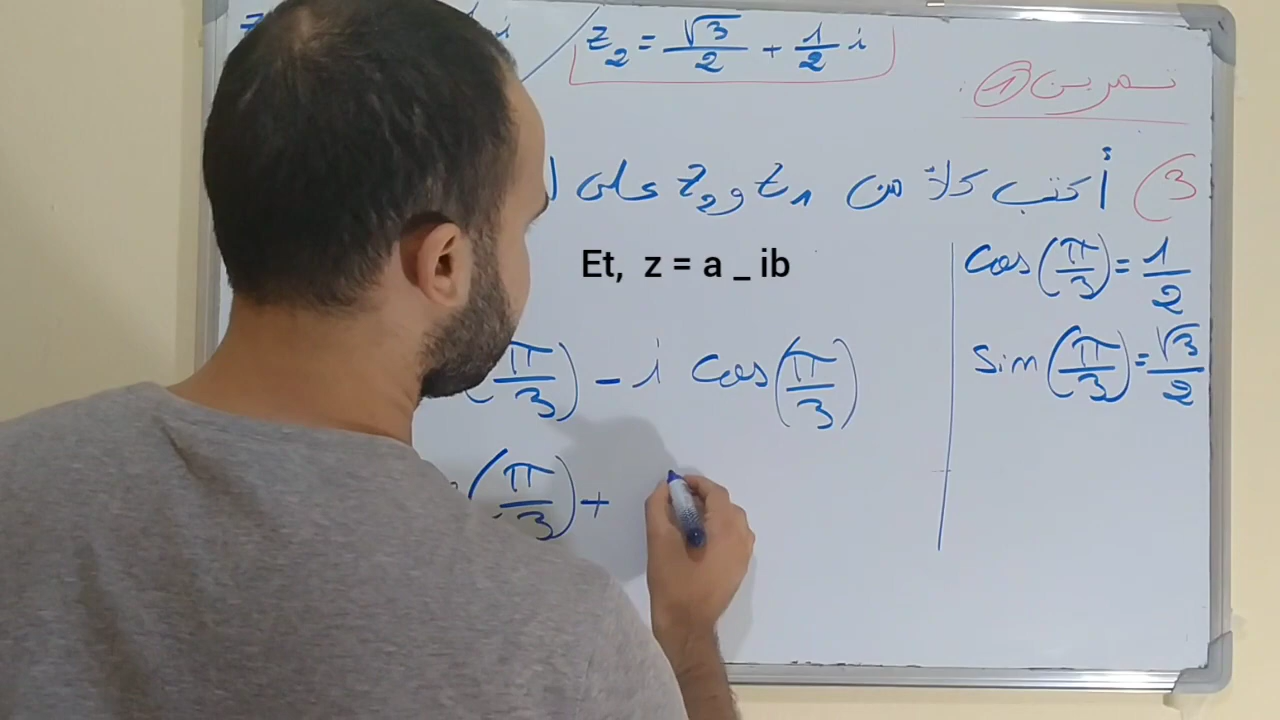 z₂ = √3/2 + 1/2 i
تمرين 1 :
3) أكتب كلا من z₁ و z₂ على
Et, z = a _ ib
cos(π/3) = 1/2
(π/3) - i cos(π/3)
sin(π/3) = √3/2
(π/3) +